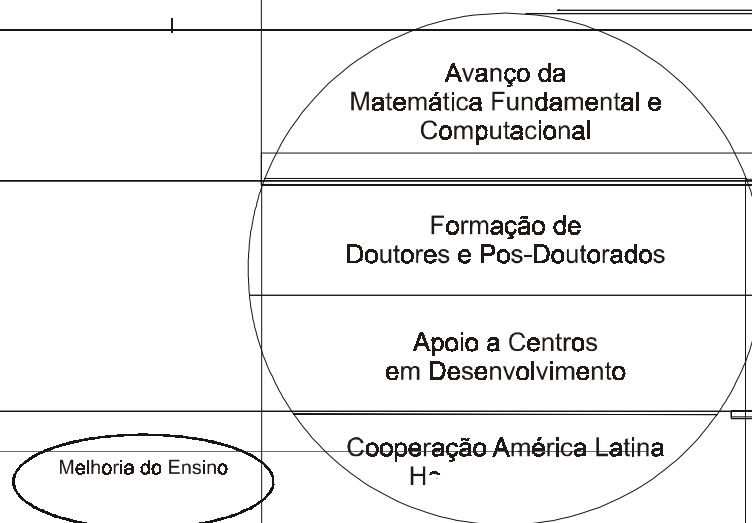 Avanço da
Matemática Fundamental e
Computacional
Formação de
Doutores e Pos-Doutorados
Apoio a Centros
em Desenvolvimento
Cooperação América Latina
Melhoria do Ensino